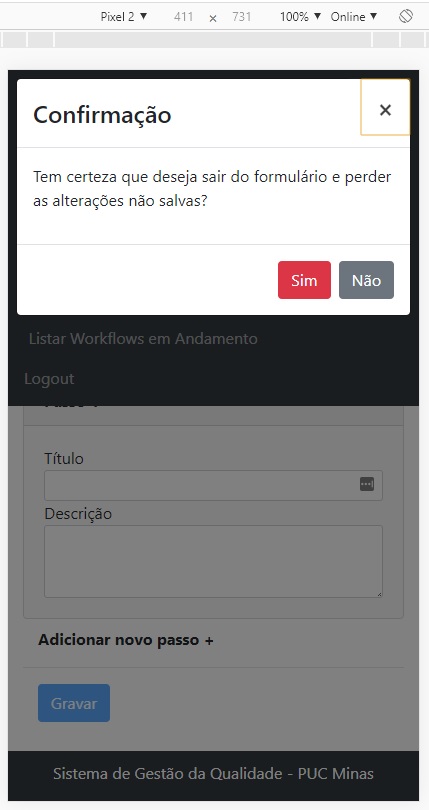 Pixel 2 ▼ 411 × 731 100% ▼ Online ▼
Confirmação ×
Tem certeza que deseja sair do formulário e perder
as alterações não salvas?
Sim Não
Listar Workflows em Andamento
Logout
Título
Descrição
Adicionar novo passo +
Gravar
Sistema de Gestão da Qualidade - PUC Minas